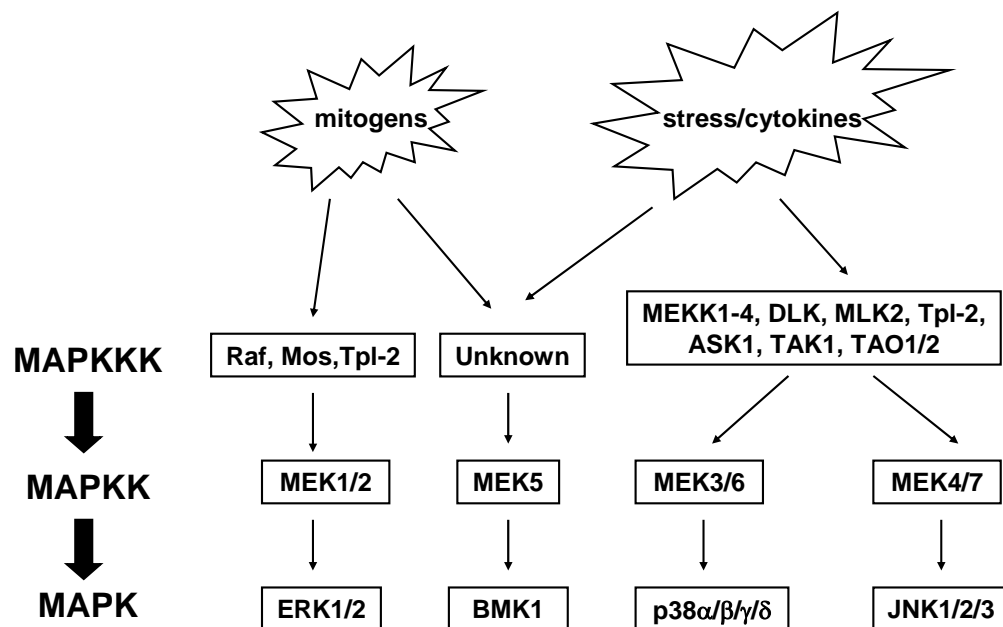 mitogens
stress/cytokines
MEKK1-4, DLK, MLK2, Tpl-2,
ASK1, TAK1, TAO1/2
MAPKKK
Raf, Mos,Tpl-2
Unknown
MAPKK
MEK1/2
MEK5
MEK3/6
MEK4/7
MAPK
ERK1/2
BMK1
p38α/β/γ/δ
JNK1/2/3